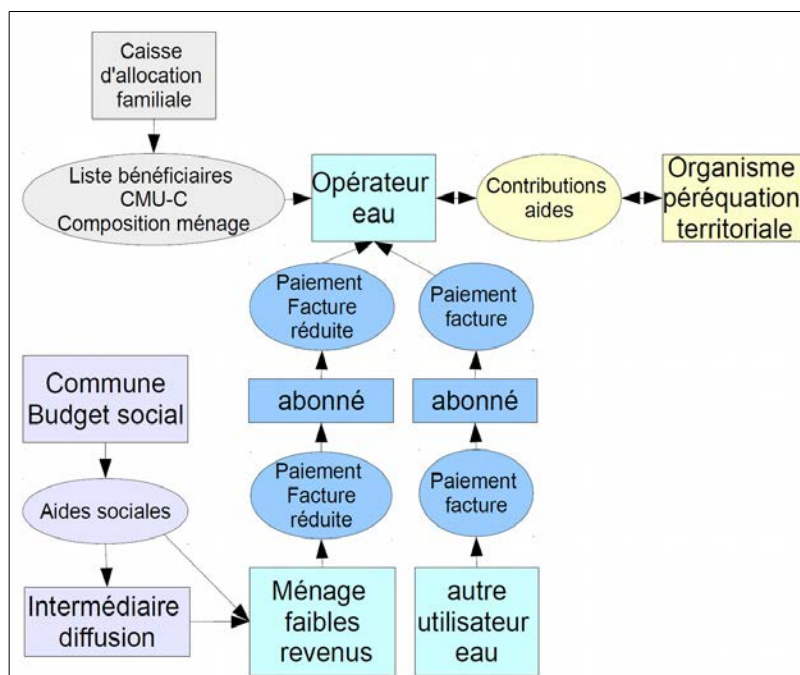 Caisse
d'allocation
familiale
Liste bénéficiaires
CMU-C
Composition ménage
Opérateur
eau
Contributions
aides
Organisme
péréquation
territoriale
Paiement
Facture
réduite
Paiement
facture
Commune
Budget social
abonné
abonné
Aides sociales
Paiement
Facture
réduite
Paiement
facture
Intermédiaire
diffusion
Ménage
faibles
revenus
autre
utilisateur
eau